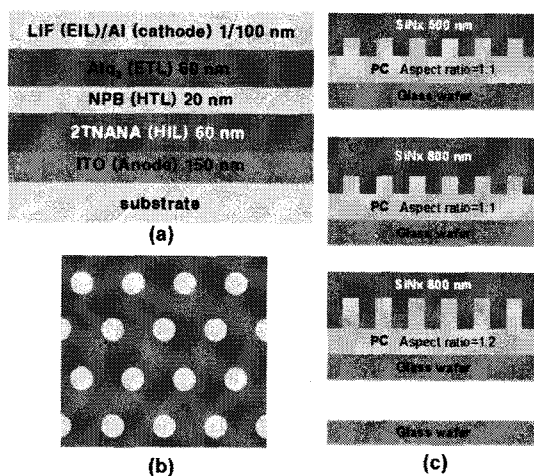 LiF (EIL)/Al (cathode) 1/100 nm
Alq₃ (ETL) 60 nm
NPB (HTL) 20 nm
2TNANA (HIL) 60 nm
ITO (Anode) 150 nm
substrate
(a)
(b)
SiNx 500 nm
PC Aspect ratio=1.1
Glass wafer
SiNx 800 nm
PC Aspect ratio=1.1
Glass wafer
SiNx 800 nm
PC Aspect ratio=1.2
Glass wafer
Glass wafer
(c)